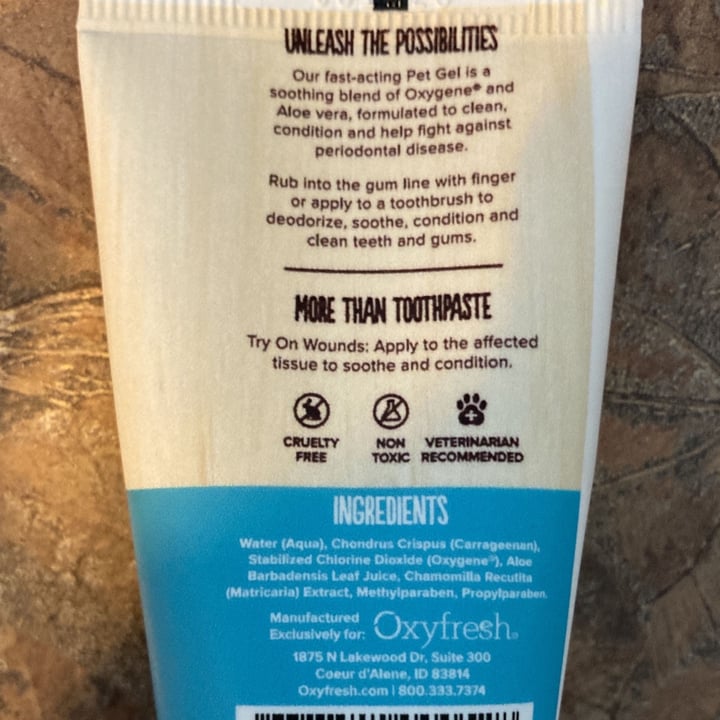 UNLEASH THE POSSIBILITIES
Our fast-acting Pet Gel is a
soothing blend of Oxygene® and
Aloe vera, formulated to clean,
condition and help fight against
periodontal disease.
Rub into the gum line with finger
or apply to a toothbrush to
deodorize, soothe, condition and
clean teeth and gums.
MORE THAN TOOTHPASTE
Try On Wounds: Apply to the affected
tissue to soothe and condition.
CRUELTY FREE
NON TOXIC
VETERINARIAN RECOMMENDED
INGREDIENTS
Water (Aqua), Chondrus Crispus (Carrageenan),
Stabilized Chlorine Dioxide (Oxygene®), Aloe
Barbadensis Leaf Juice, Chamomilla Recutita
(Matricaria) Extract, Methylparaben, Propylparaben.
Manufactured
Exclusively for: Oxyfresh®
1875 N Lakewood Dr, Suite 300
Coeur d'Alene, ID 83814
Oxyfresh.com | 800.333.7374